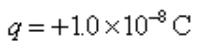 q = +1.0×10⁻⁸ C